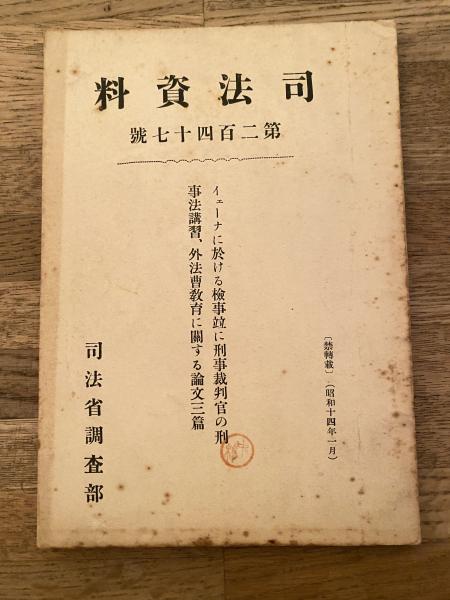 司法資料
第二百四十七號
〔禁轉載〕 (昭和十四年一月)
イェーナに於ける檢事竝に刑事裁判官の刑
事法講習、外法曹敎育に關する論文三篇
司法省調査部